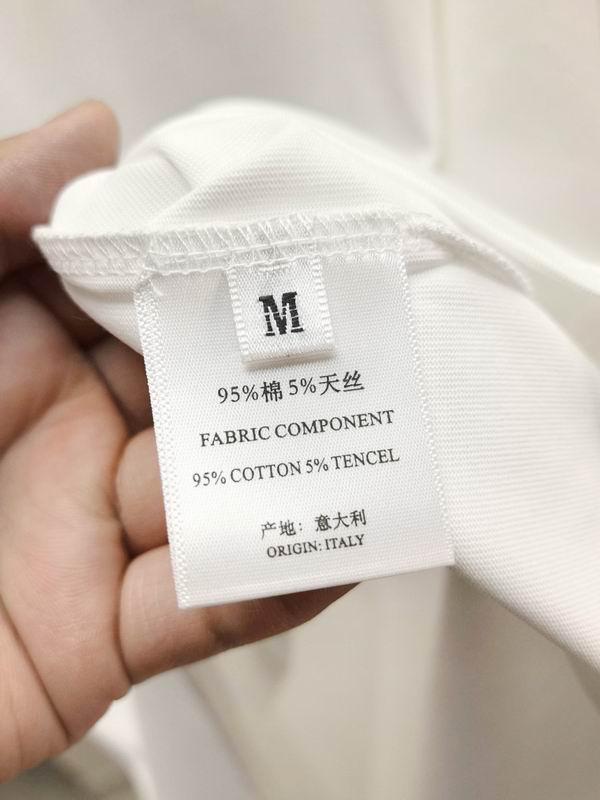 M
95%棉 5%天丝
FABRIC COMPONENT
95% COTTON 5% TENCEL
产地：意大利
ORIGIN: ITALY